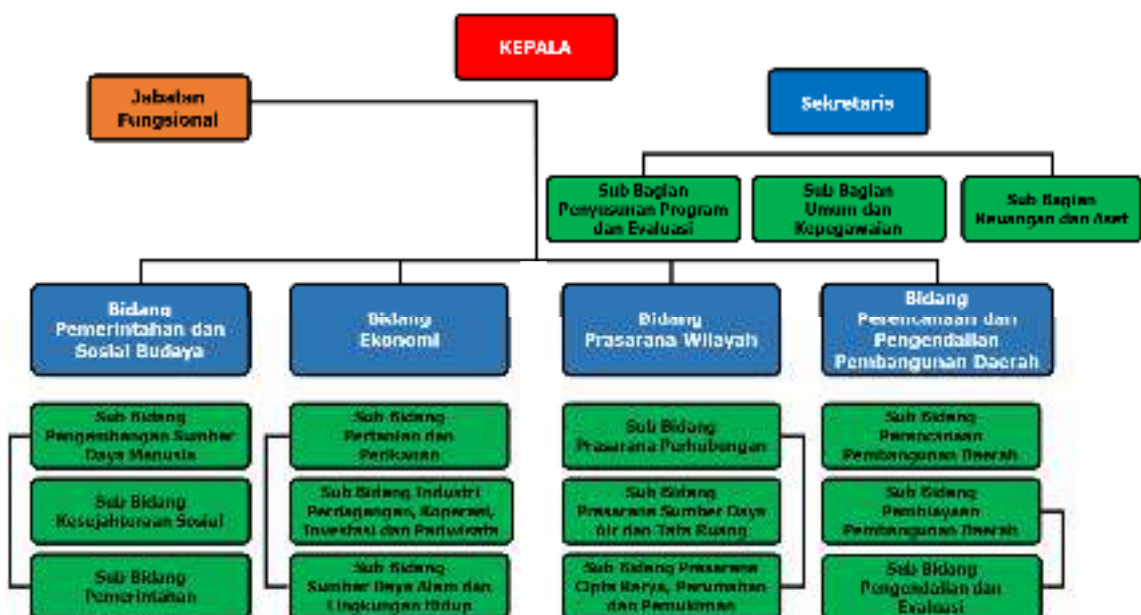 KEPALA
Jabatan
Fungsional
Sekretaris
Sub Bagian
Penyusunan Program
dan Evaluasi
Sub Bagian
Umum dan
Kepegawaian
Sub Bagian
Keuangan dan Aset
Bidang
Pemerintahan dan
Sosial Budaya
Bidang
Ekonomi
Bidang
Prasarana Wilayah
Bidang
Perencanaan dan
Pengendalian
Pembangunan Daerah
Sub Bidang
Pengembangan Sumber
Daya Manusia
Sub Bidang
Kesejahteraan Sosial
Sub Bidang
Pemerintahan
Sub Bidang
Pertanian dan
Perikanan
Sub Bidang Industri
Perdagangan, Koperasi,
Investasi dan Pariwisata
Sub Bidang
Sumber Daya Alam dan
Lingkungan Hidup
Sub Bidang
Prasarana Perhubungan
Sub Bidang
Prasarana Sumber Daya
Air dan Tata Ruang
Sub Bidang Prasarana
Cipta Karya, Perumahan
dan Pemukiman
Sub Bidang
Perencanaan
Pembangunan Daerah
Sub Bidang
Pembiayaan
Pembangunan Daerah
Sub Bidang
Pengendalian dan
Evaluasi